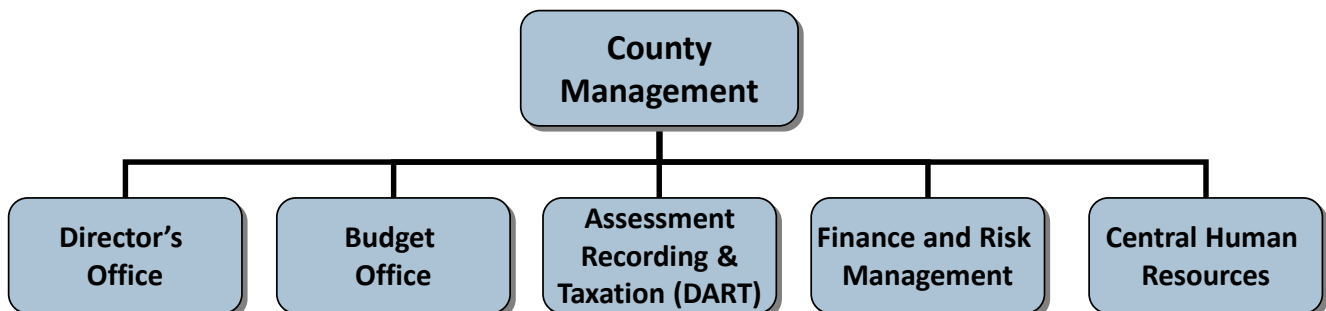 County
Management
Director’s
Office
Budget
Office
Assessment
Recording &
Taxation (DART)
Finance and Risk
Management
Central Human
Resources